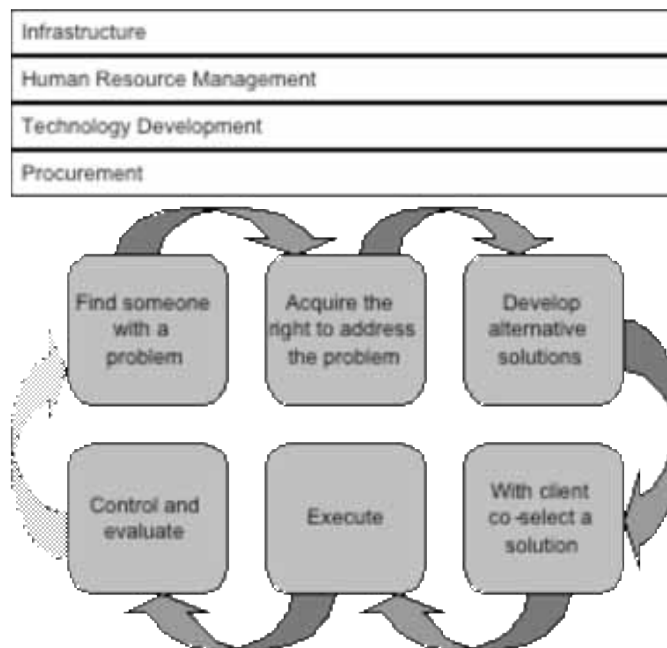 Infrastructure
Human Resource Management
Technology Development
Procurement
Find someone
with a
problem
Acquire the
right to address
the problem
Develop
alternative
solutions
With client
co-select a
solution
Execute
Control and
evaluate